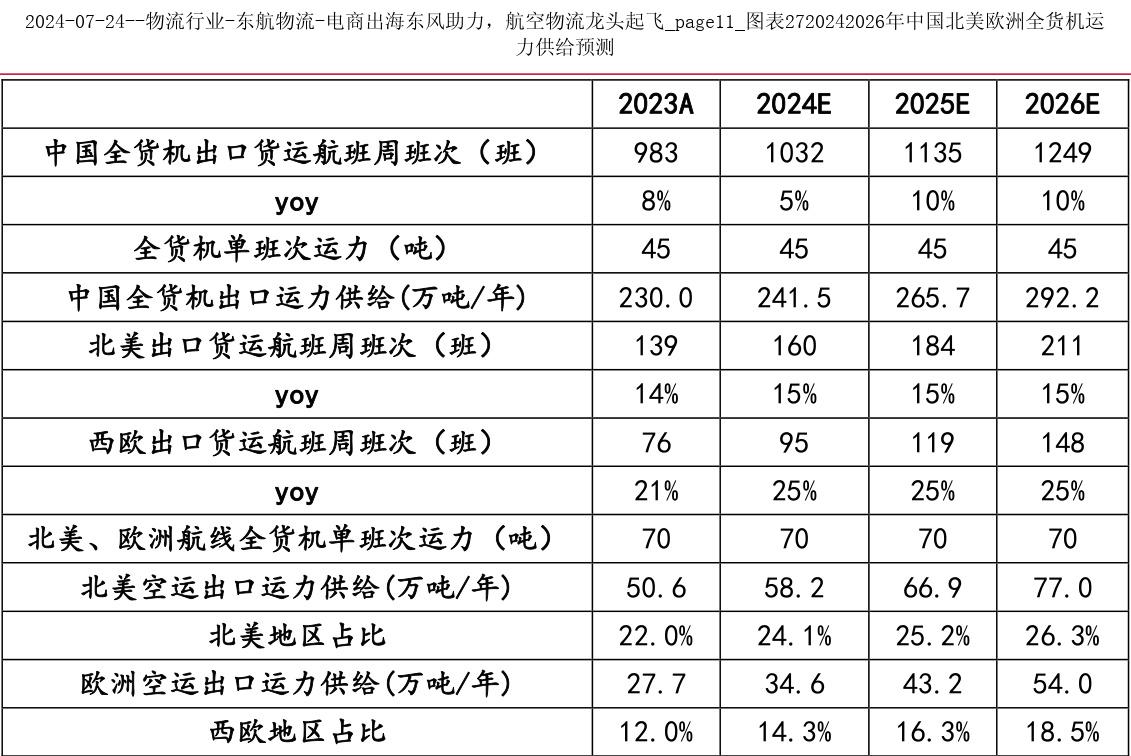 2024-07-24--物流行业-东航物流-电商出海东风助力，航空物流龙头起飞_page11_图表2720242026年中国北美欧洲全货机运
力供给预测
2023A 2024E 2025E 2026E
中国全货机出口货运航班周班次（班） 983 1032 1135 1249
yoy 8% 5% 10% 10%
全货机单班次运力（吨） 45 45 45 45
中国全货机出口运力供给(万吨/年) 230.0 241.5 265.7 292.2
北美出口货运航班周班次（班） 139 160 184 211
yoy 14% 15% 15% 15%
西欧出口货运航班周班次（班） 76 95 119 148
yoy 21% 25% 25% 25%
北美、欧洲航线全货机单班次运力（吨） 70 70 70 70
北美空运出口运力供给(万吨/年) 50.6 58.2 66.9 77.0
北美地区占比 22.0% 24.1% 25.2% 26.3%
欧洲空运出口运力供给(万吨/年) 27.7 34.6 43.2 54.0
西欧地区占比 12.0% 14.3% 16.3% 18.5%